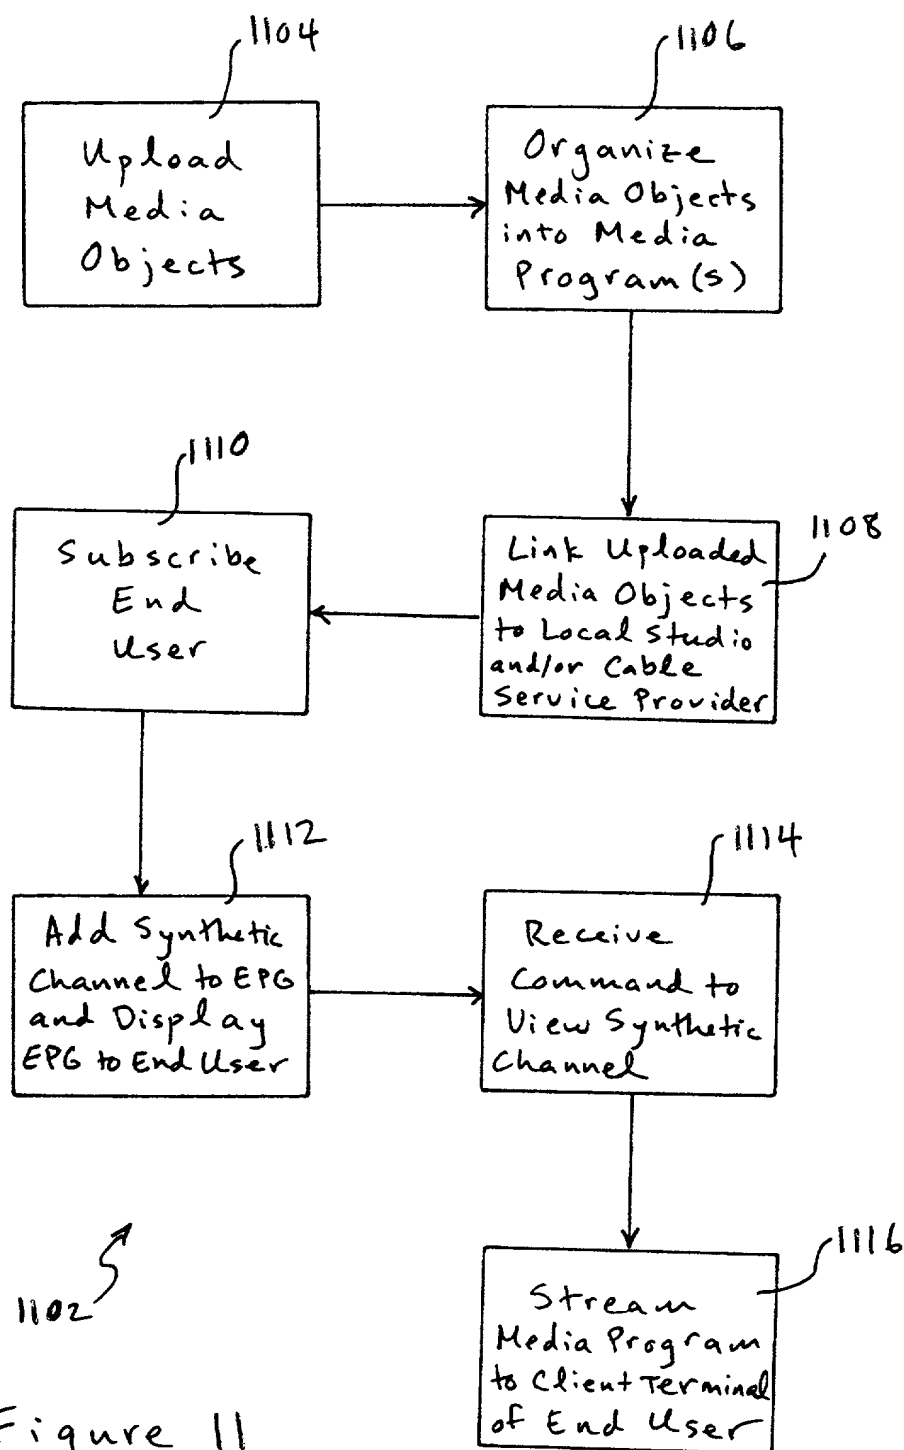 1104
Upload
Media
Objects
1106
Organize
Media Objects
into Media
Program(s)
1108
Link Uploaded
Media Objects
to Local Studio
and/or Cable
Service Provider
1110
Subscribe
End
User
1112
Add Synthetic
Channel to EPG
and Display
EPG to End User
1114
Receive
Command to
View Synthetic
Channel
1116
Stream
Media Program
to Client Terminal
of End User
1102
Figure 11